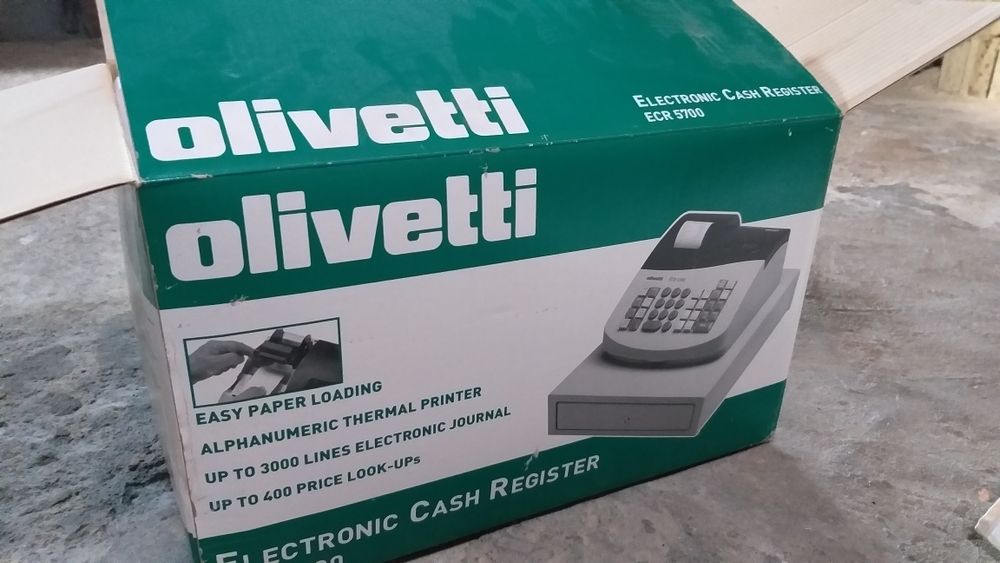 olivetti
ELECTRONIC CASH REGISTER
ECR 5700
olivetti
olivetti
EASY PAPER LOADING
ALPHANUMERIC THERMAL PRINTER
UP TO 3000 LINES ELECTRONIC JOURNAL
UP TO 400 PRICE LOOK-UPs
ELECTRONIC CASH REGISTER